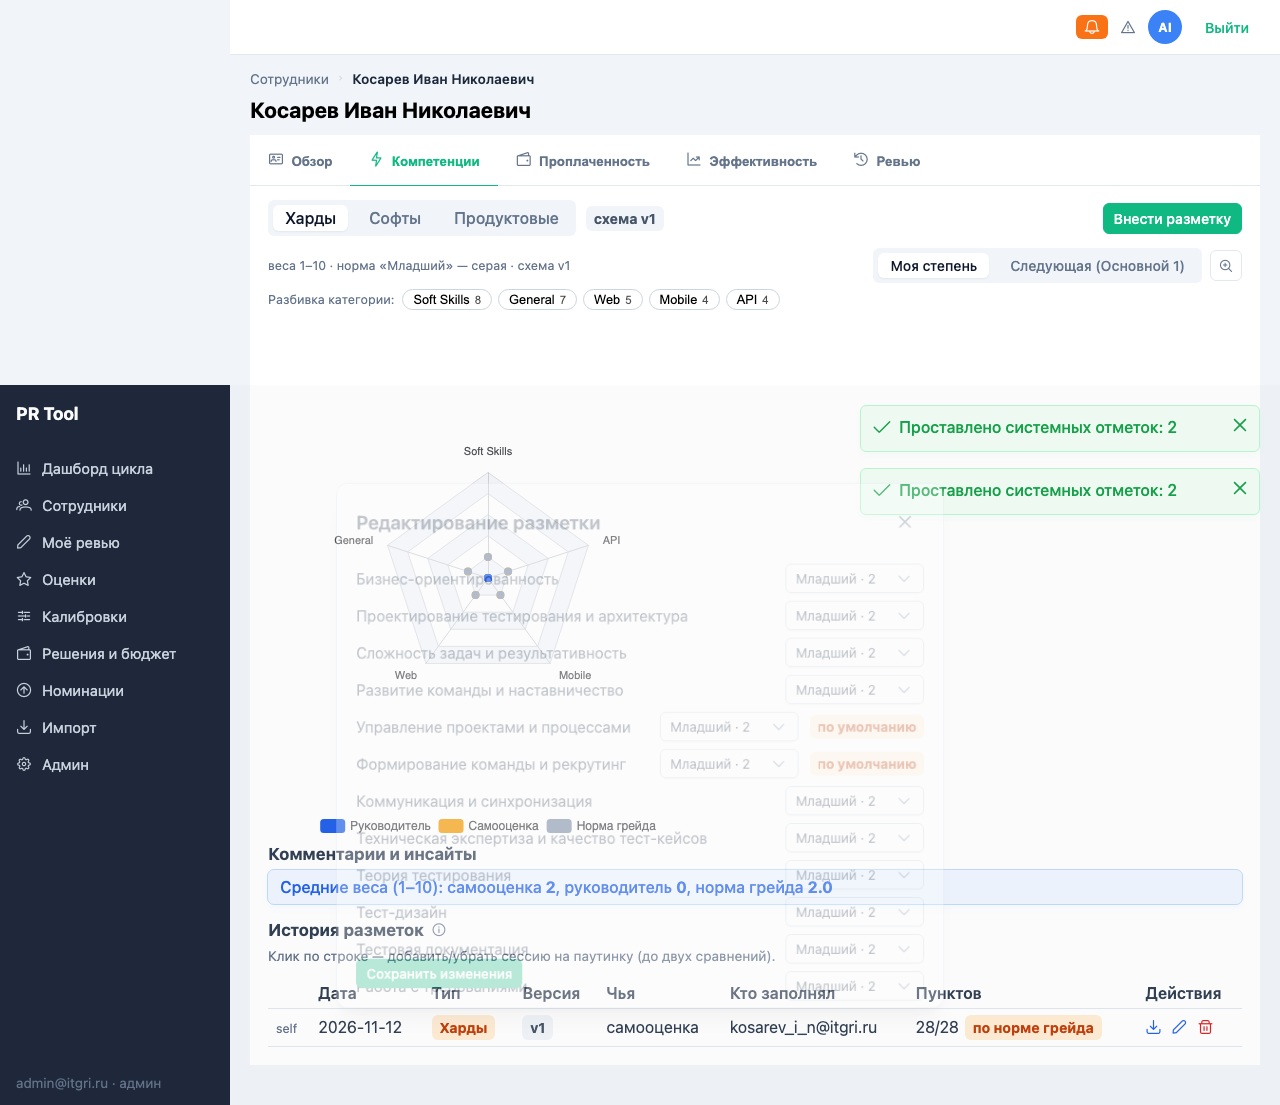 AI
Выйти
Сотрудники
Косарев Иван Николаевич
Косарев Иван Николаевич
Обзор
Компетенции
Проплаченность
Эффективность
Ревью
Харды
Софты
Продуктовые
схема v1
Внести разметку
веса 1–10 · норма «Младший» — серая · схема v1
Моя степень
Следующая (Основной 1)
Разбивка категории:
Soft Skills 8
General 7
Web 5
Mobile 4
API 4
PR Tool
Дашборд цикла
Сотрудники
Моё ревью
Оценки
Калибровки
Решения и бюджет
Номинации
Импорт
Админ
admin@itgri.ru · админ
Проставлено системных отметок: 2
Проставлено системных отметок: 2
Soft Skills
General
API
Web
Mobile
Редактирование разметки
Бизнес-ориентированность
Младший · 2
Проектирование тестирования и архитектура
Младший · 2
Сложность задач и результативность
Младший · 2
Развитие команды и наставничество
Младший · 2
Управление проектами и процессами
Младший · 2
по умолчанию
Формирование команды и рекрутинг
Младший · 2
по умолчанию
Коммуникация и синхронизация
Младший · 2
Техническая экспертиза и качество тест-кейсов
Младший · 2
Теория тестирования
Младший · 2
Тест-дизайн
Младший · 2
Тестовая документация
Младший · 2
Работа с требованиями
Младший · 2
Сохранить изменения
Руководитель
Самооценка
Норма грейда
Комментарии и инсайты
Средние веса (1–10): самооценка 2, руководитель 0, норма грейда 2.0
История разметок
Клик по строке — добавить/убрать сессию на паутинку (до двух сравнений).
Дата
Тип
Версия
Чья
Кто заполнял
Пунктов
Действия
self
2026-11-12
Харды
v1
самооценка
kosarev_i_n@itgri.ru
28/28
по норме грейда